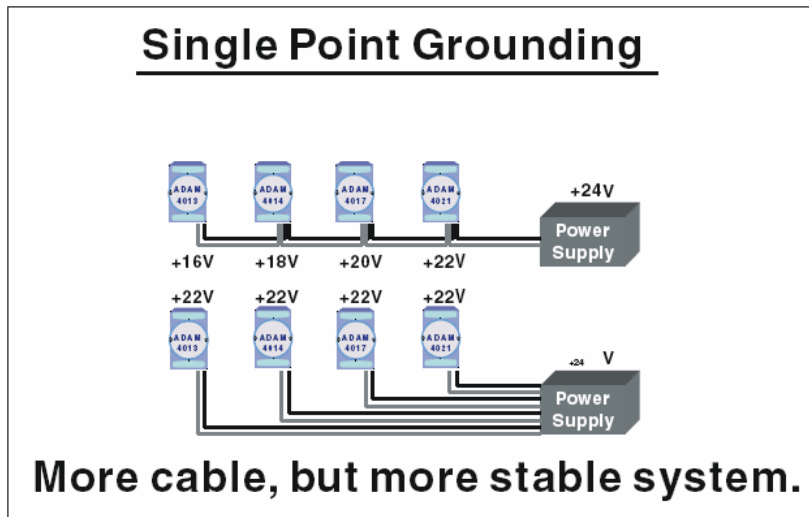 Single Point Grounding
ADAM 4013 ADAM 4014 ADAM 4017 ADAM 4021
+24V
Power Supply
+16V +18V +20V +22V
+22V +22V +22V +22V
ADAM 4013 ADAM 4014 ADAM 4017 ADAM 4021
+24 V
Power Supply
More cable, but more stable system.